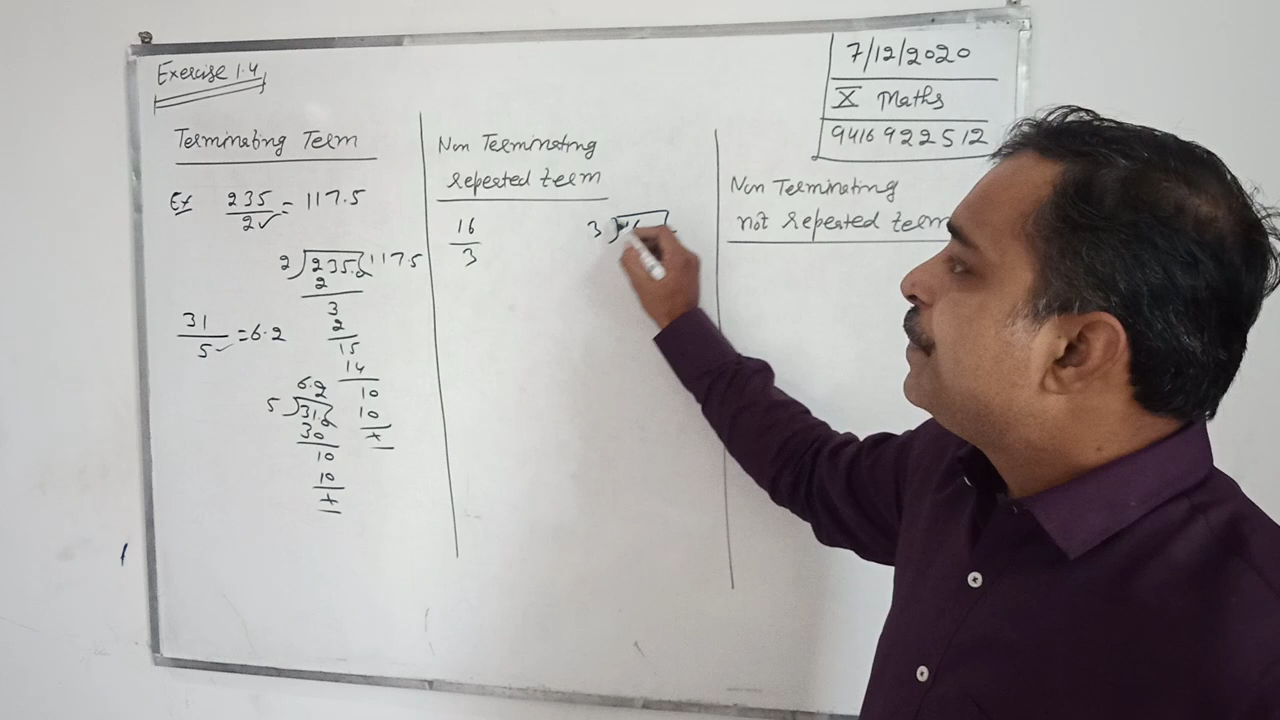 Exercise 1.4
7/12/2020
X Maths
9416922512
Terminating Term
Ex 235/2 = 117.5
2) 235. ( 117.5
2
3
2
15
14
10
10
×
31/5 = 6.2
6.2
5) 31.
30
10
10
×
Non Terminating
repeated term
16
3
3) 16
Non Terminating
not repeated term